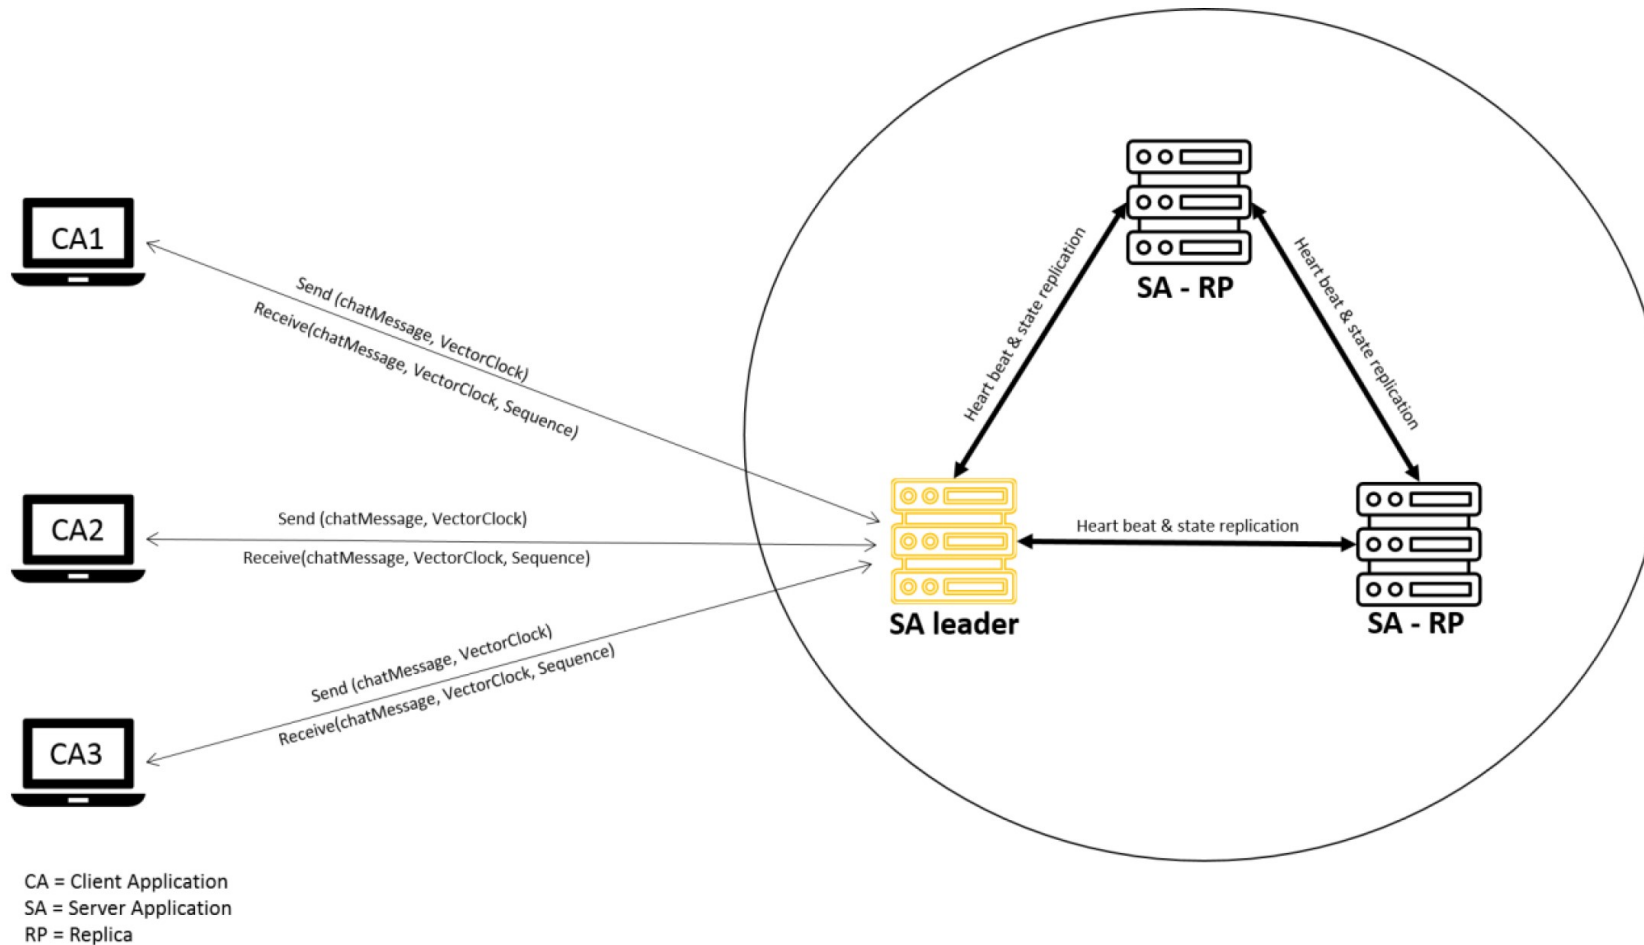 CA1
Send (chatMessage, VectorClock)
Receive(chatMessage, VectorClock, Sequence)
CA2
Send (chatMessage, VectorClock)
Receive(chatMessage, VectorClock, Sequence)
CA3
Send (chatMessage, VectorClock)
Receive(chatMessage, VectorClock, Sequence)
SA - RP
Heart beat & state replication
Heart beat & state replication
Heart beat & state replication
SA leader
SA - RP
CA = Client Application
SA = Server Application
RP = Replica